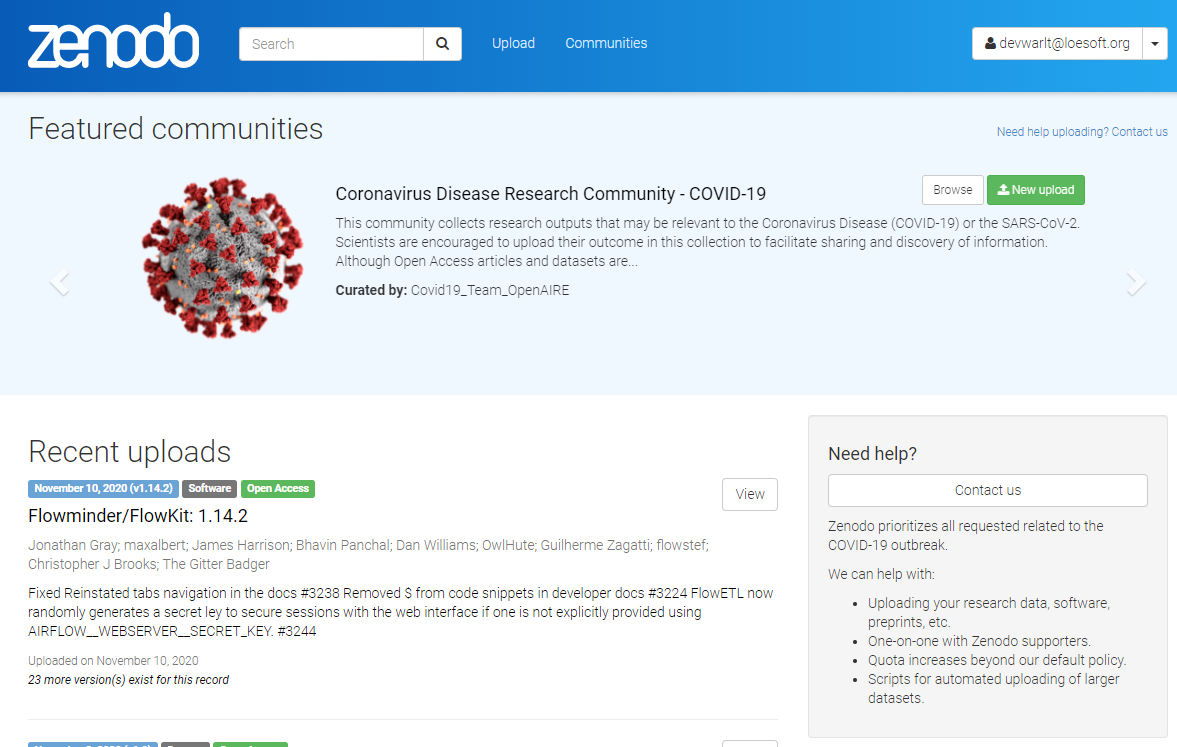 zenodo
Search
Upload
Communities
devwarlt@loesoft.org
Featured communities
Need help uploading? Contact us
Coronavirus Disease Research Community - COVID-19
Browse
New upload
This community collects research outputs that may be relevant to the Coronavirus Disease (COVID-19) or the SARS-CoV-2.
Scientists are encouraged to upload their outcome in this collection to facilitate sharing and discovery of information.
Although Open Access articles and datasets are...
Curated by: Covid19_Team_OpenAIRE
Recent uploads
November 10, 2020 (v1.14.2) Software Open Access
View
Flowminder/FlowKit: 1.14.2
Jonathan Gray; maxalbert; James Harrison; Bhavin Panchal; Dan Williams; OwlHute; Guilherme Zagatti; flowstef;
Christopher J Brooks; The Gitter Badger
Fixed Reinstated tabs navigation in the docs #3238 Removed $ from code snippets in developer docs #3224 FlowETL now
randomly generates a secret ley to secure sessions with the web interface if one is not explicitly provided using
AIRFLOW__WEBSERVER__SECRET_KEY. #3244
Uploaded on November 10, 2020
23 more version(s) exist for this record
Need help?
Contact us
Zenodo prioritizes all requested related to the
COVID-19 outbreak.
We can help with:
• Uploading your research data, software,
preprints, etc.
• One-on-one with Zenodo supporters.
• Quota increases beyond our default policy.
• Scripts for automated uploading of larger
datasets.